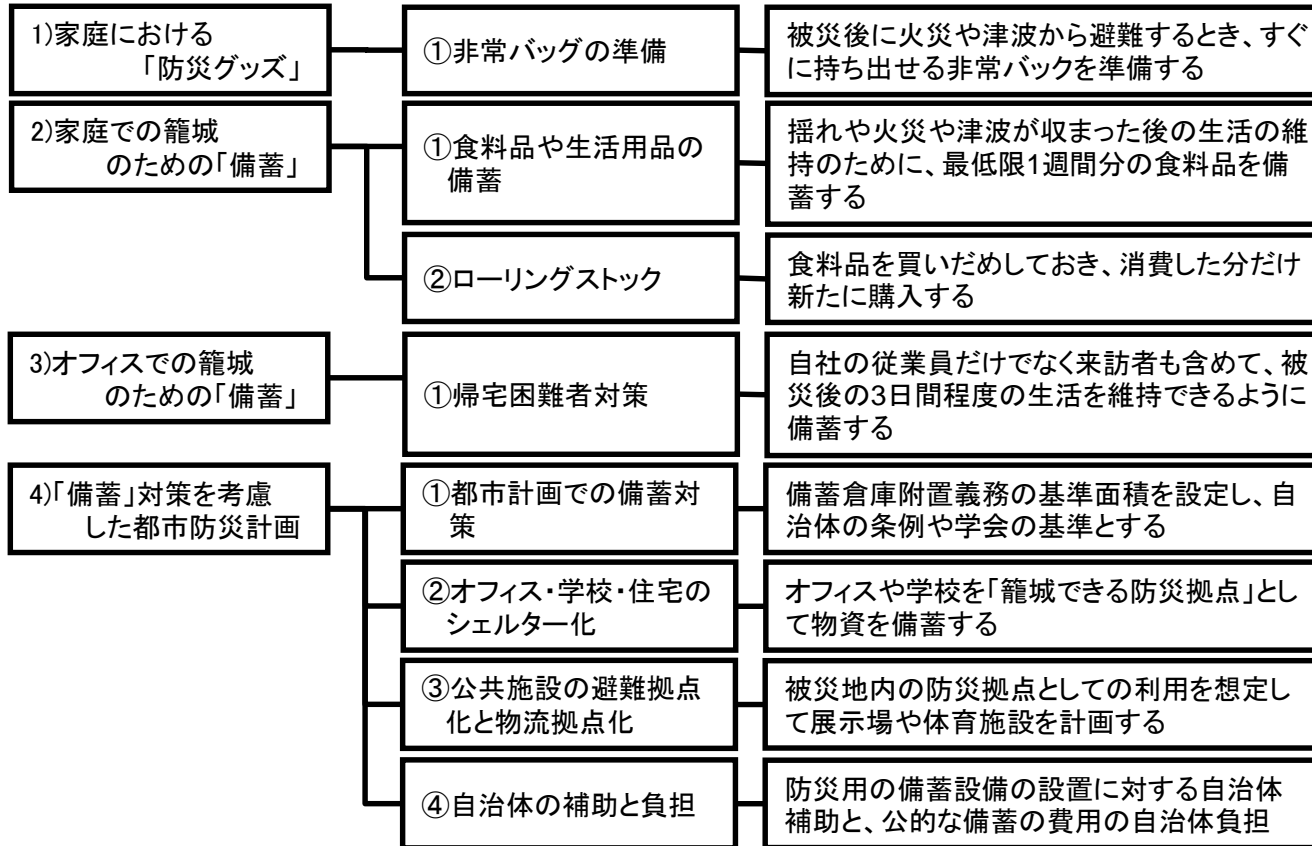 1)家庭における
「防災グッズ」
①非常バッグの準備
被災後に火災や津波から避難するとき、すぐ
に持ち出せる非常バックを準備する
2)家庭での籠城
のための「備蓄」
①食料品や生活用品の
備蓄
揺れや火災や津波が収まった後の生活の維
持のために、最低限1週間分の食料品を備
蓄する
②ローリングストック
食料品を買いだめしておき、消費した分だけ
新たに購入する
3)オフィスでの籠城
のための「備蓄」
①帰宅困難者対策
自社の従業員だけでなく来訪者も含めて、被
災後の3日間程度の生活を維持できるように
備蓄する
4)「備蓄」対策を考慮
した都市防災計画
①都市計画での備蓄対
策
備蓄倉庫附置義務の基準面積を設定し、自
治体の条例や学会の基準とする
②オフィス・学校・住宅の
シェルター化
オフィスや学校を「籠城できる防災拠点」とし
て物資を備蓄する
③公共施設の避難拠点
化と物流拠点化
被災地内の防災拠点としての利用を想定し
て展示場や体育施設を計画する
④自治体の補助と負担
防災用の備蓄設備の設置に対する自治体
補助と、公的な備蓄の費用の自治体負担